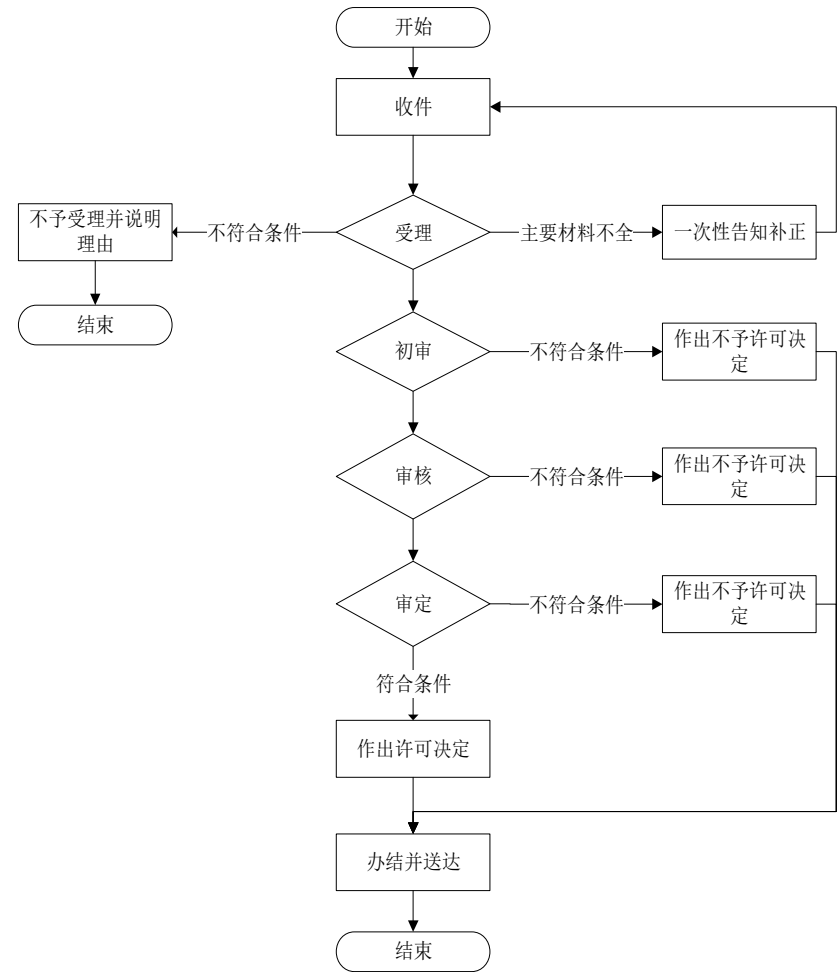 开始
收件
不予受理并说明
理由
不符合条件
受理
主要材料不全
一次性告知补正
结束
初审
不符合条件
作出不予许可决
定
审核
不符合条件
作出不予许可决
定
审定
不符合条件
作出不予许可决
定
符合条件
作出许可决定
办结并送达
结束